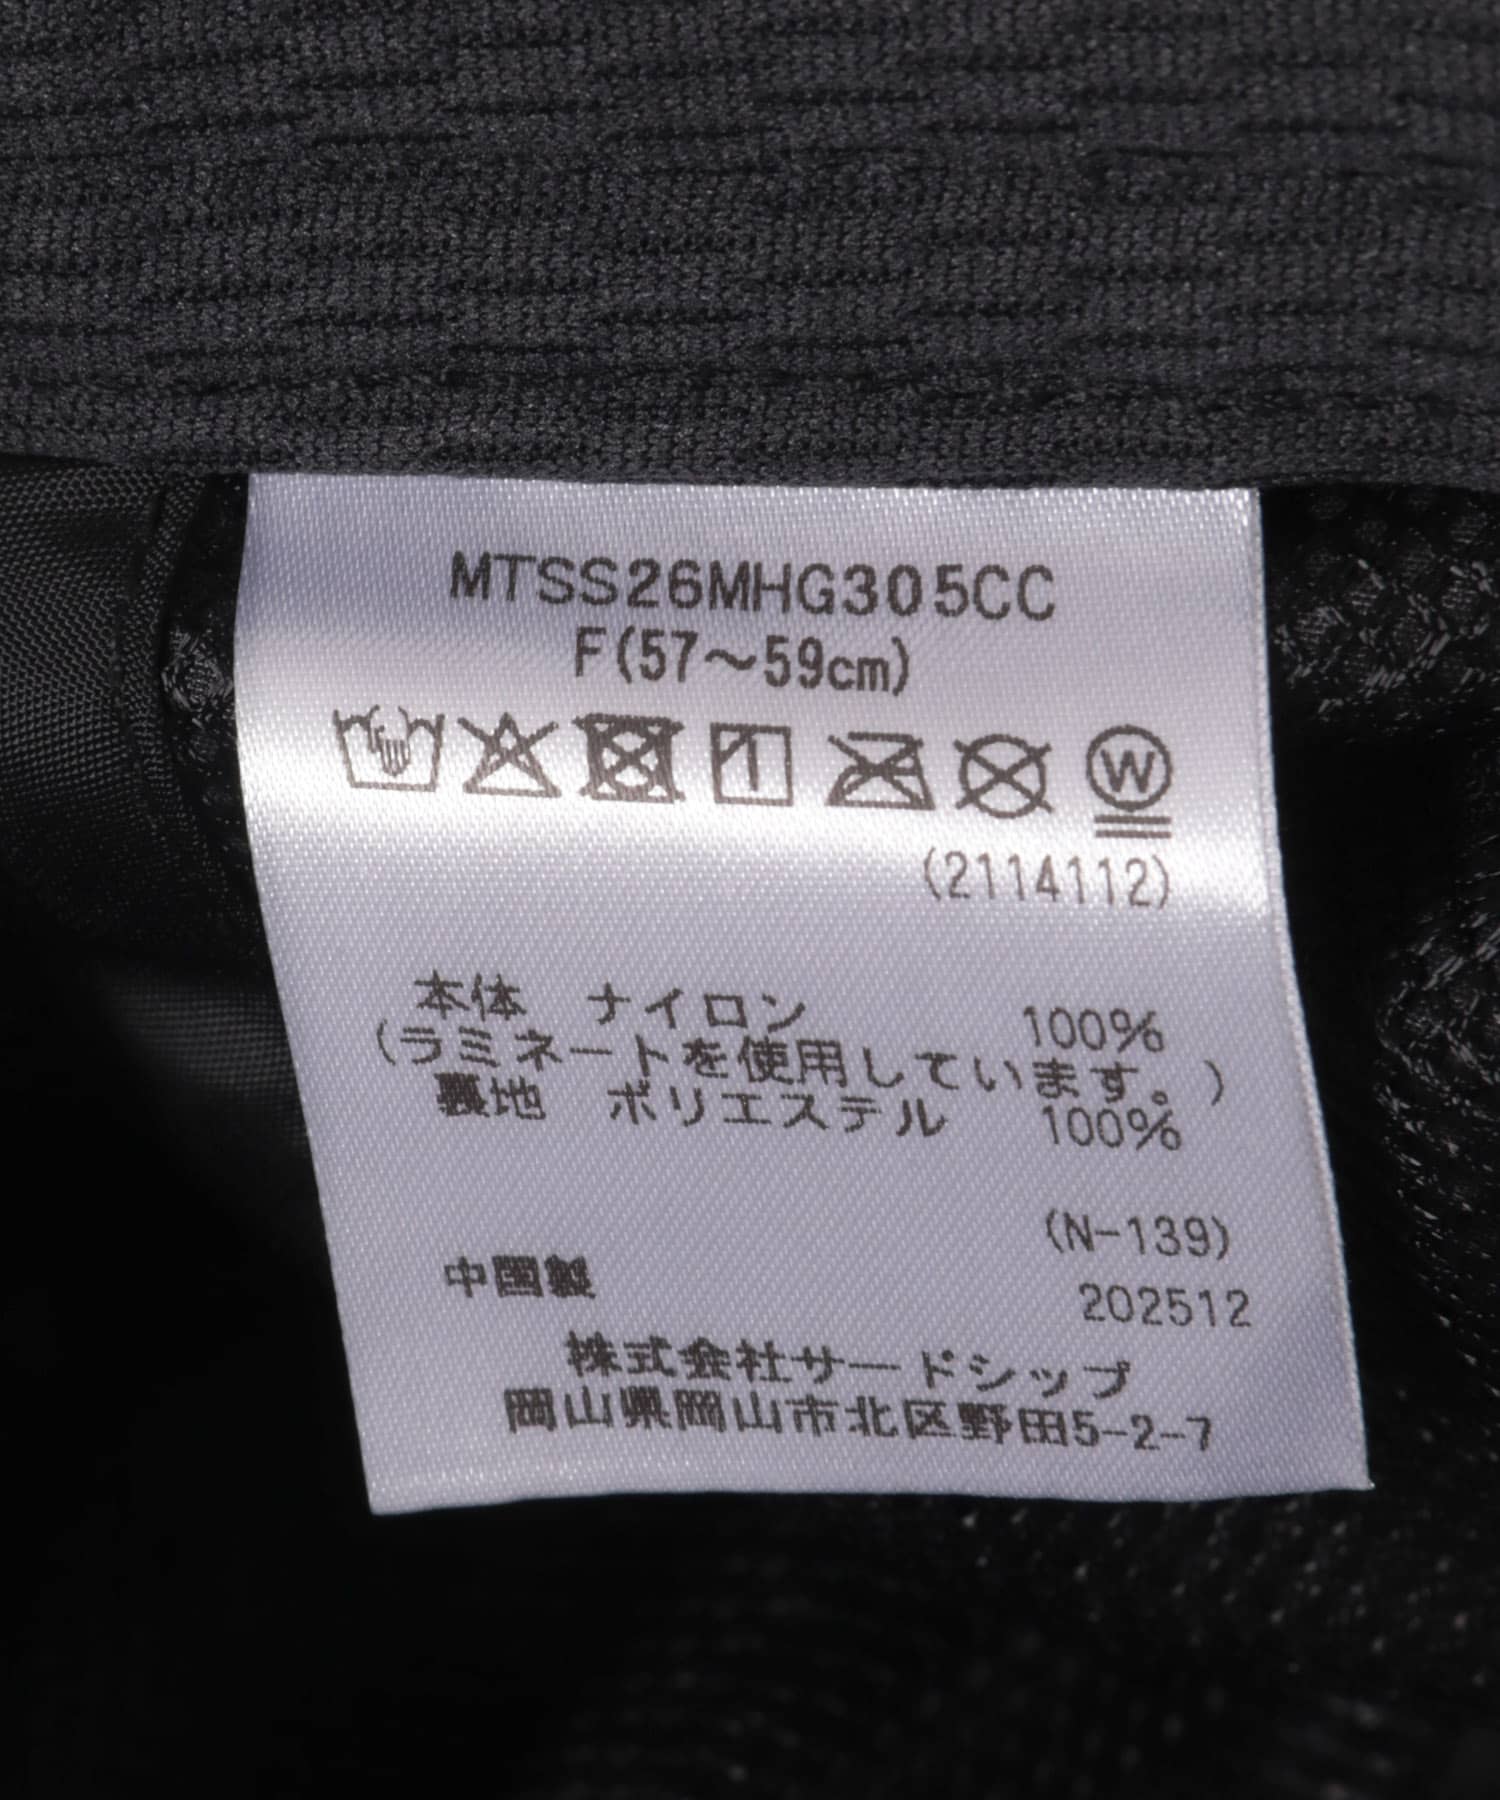 MTSS26MHG305CC
F(57〜59cm)
W
(2114112)
本体 ナイロン 100%
(ラミネートを使用しています。)
裏地 ポリエステル 100%
(N-139)
中国製 202512
株式会社サードシップ
岡山県岡山市北区野田5-2-7